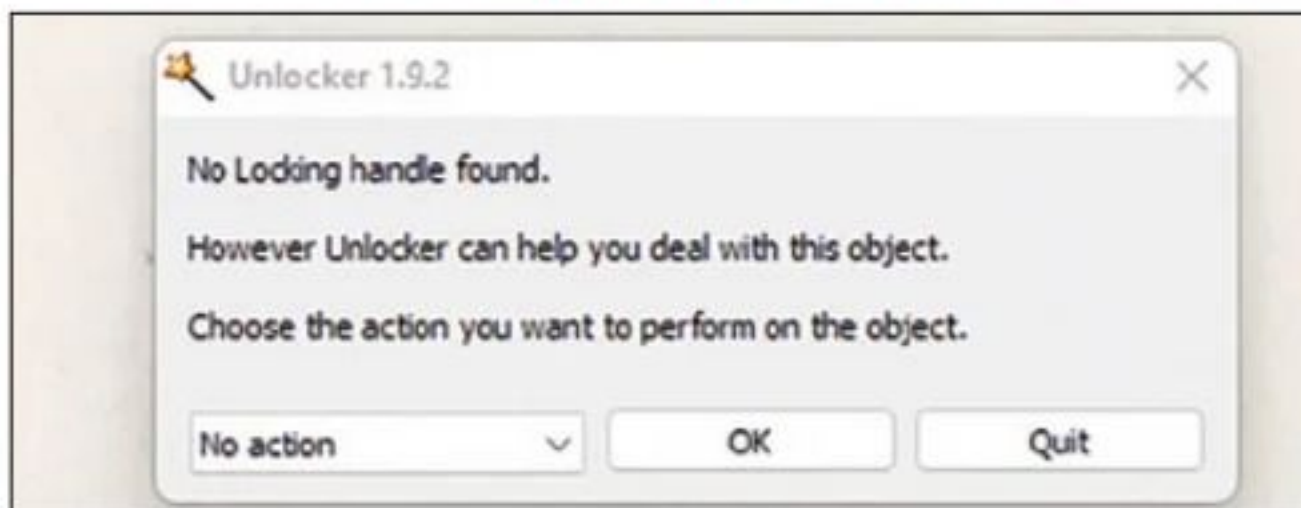 Unlocker 1.9.2
No Locking handle found.
However Unlocker can help you deal with this object.
Choose the action you want to perform on the object.
No action OK Quit